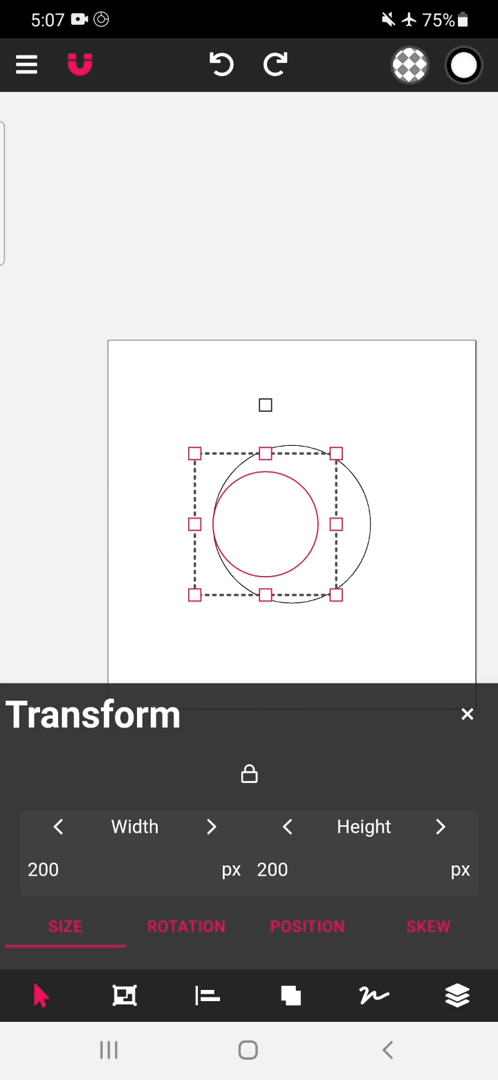 5:07 75%
Transform
Width Height
200 px 200 px
SIZE ROTATION POSITION SKEW